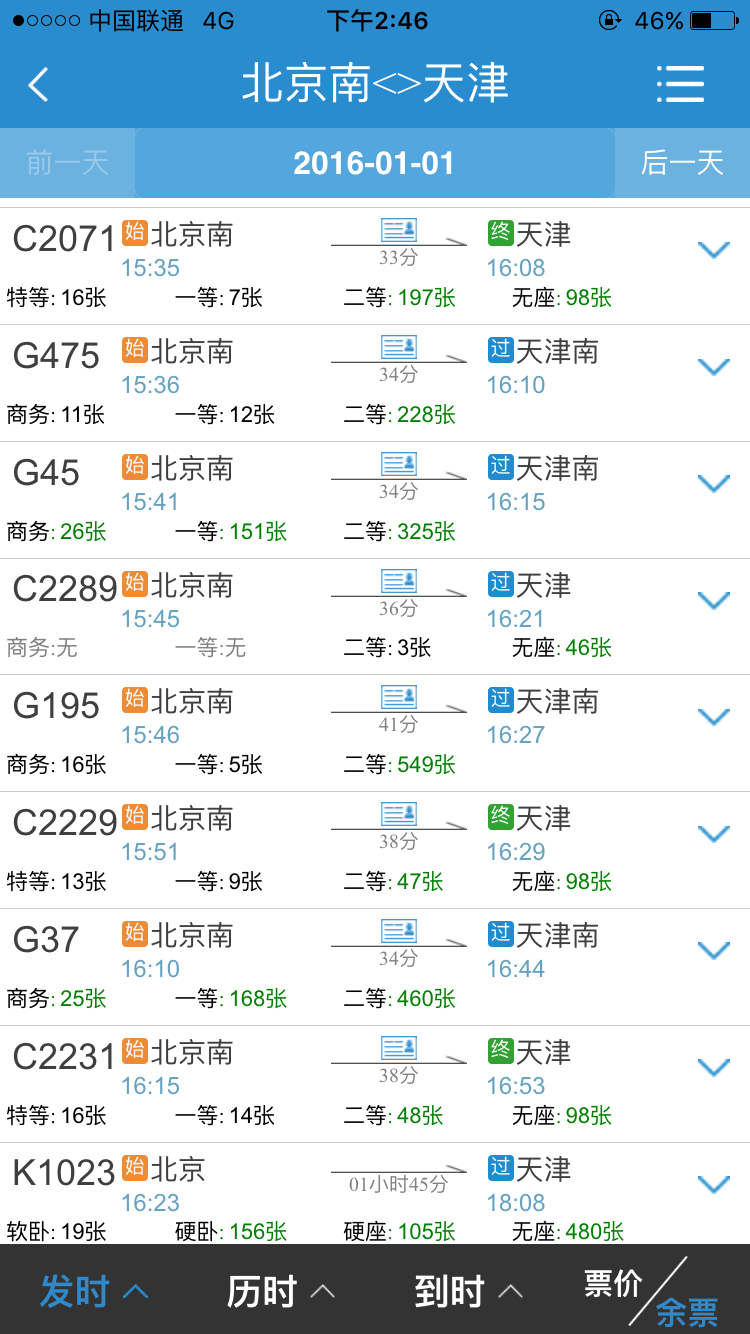 中国联通 4G 下午2:46 46%
北京南<>天津
前一天 2016-01-01 后一天
C2071 始北京南 终天津
15:35 33分 16:08
特等: 16张 一等: 7张 二等: 197张 无座: 98张
G475 始北京南 过天津南
15:36 34分 16:10
商务: 11张 一等: 12张 二等: 228张
G45 始北京南 过天津南
15:41 34分 16:15
商务: 26张 一等: 151张 二等: 325张
C2289 始北京南 过天津
15:45 36分 16:21
商务:无 一等:无 二等: 3张 无座: 46张
G195 始北京南 过天津南
15:46 41分 16:27
商务: 16张 一等: 5张 二等: 549张
C2229 始北京南 终天津
15:51 38分 16:29
特等: 13张 一等: 9张 二等: 47张 无座: 98张
G37 始北京南 过天津南
16:10 34分 16:44
商务: 25张 一等: 168张 二等: 460张
C2231 始北京南 终天津
16:15 38分 16:53
特等: 16张 一等: 14张 二等: 48张 无座: 98张
K1023 始北京 过天津
16:23 01小时45分 18:08
软卧: 19张 硬卧: 156张 硬座: 105张 无座: 480张
发时 历时 到时 票价 余票